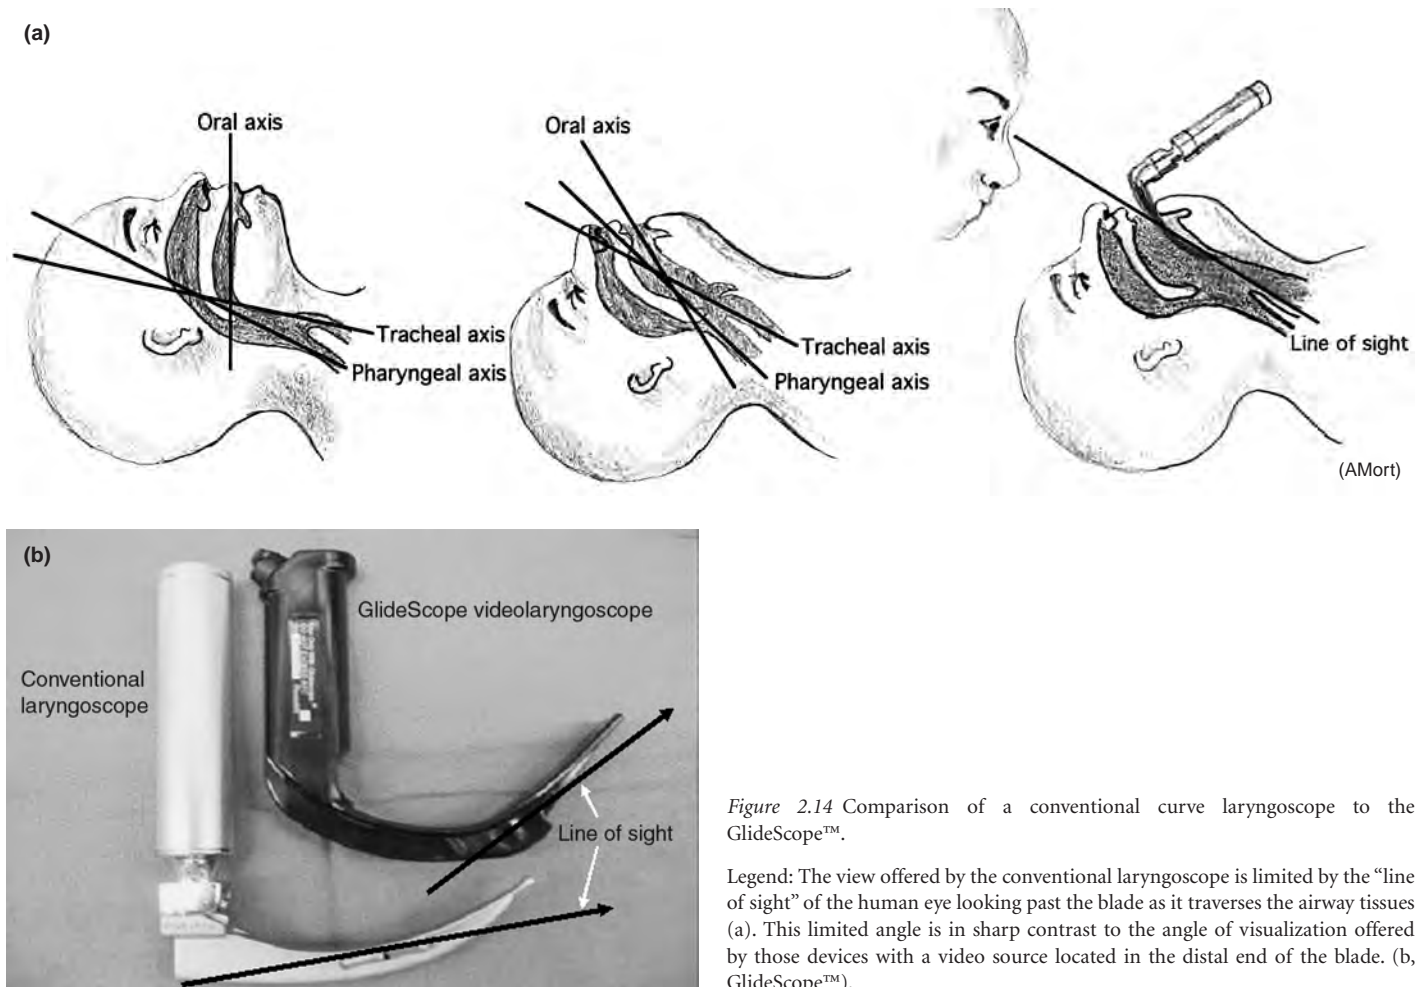 (a)
Oral axis
Tracheal axis
Pharyngeal axis
Oral axis
Tracheal axis
Pharyngeal axis
Line of sight
(AMort)
(b)
GlideScope videolaryngoscope
Conventional
laryngoscope
Line of sight
Figure 2.14 Comparison of a conventional curve laryngoscope to the
GlideScope™.
Legend: The view offered by the conventional laryngoscope is limited by the “line
of sight” of the human eye looking past the blade as it traverses the airway tissues
(a). This limited angle is in sharp contrast to the angle of visualization offered
by those devices with a video source located in the distal end of the blade. (b,
GlideScope™).